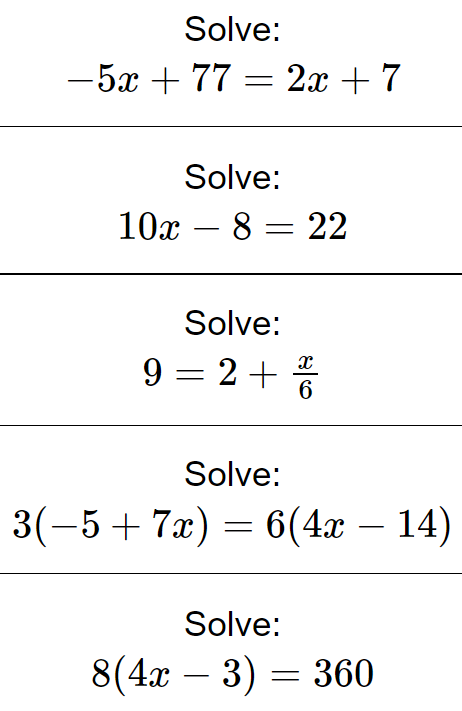 Solve:
−5x + 77 = 2x + 7
Solve:
10x − 8 = 22
Solve:
9 = 2 + x/6
Solve:
3(−5 + 7x) = 6(4x − 14)
Solve:
8(4x − 3) = 360